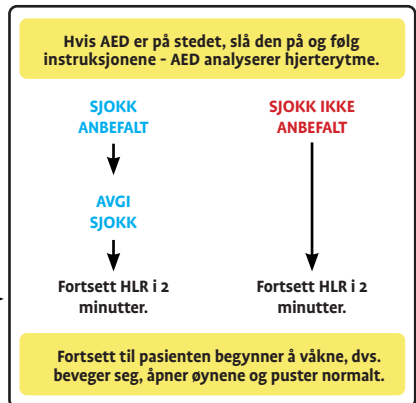 Hvis AED er på stedet, slå den på og følg
instruksjonene - AED analyserer hjerterytme.
SJOKK
ANBEFALT
SJOKK IKKE
ANBEFALT
AVGI
SJOKK
Fortsett HLR i 2
minutter.
Fortsett HLR i 2
minutter.
Fortsett til pasienten begynner å våkne, dvs.
beveger seg, åpner øynene og puster normalt.